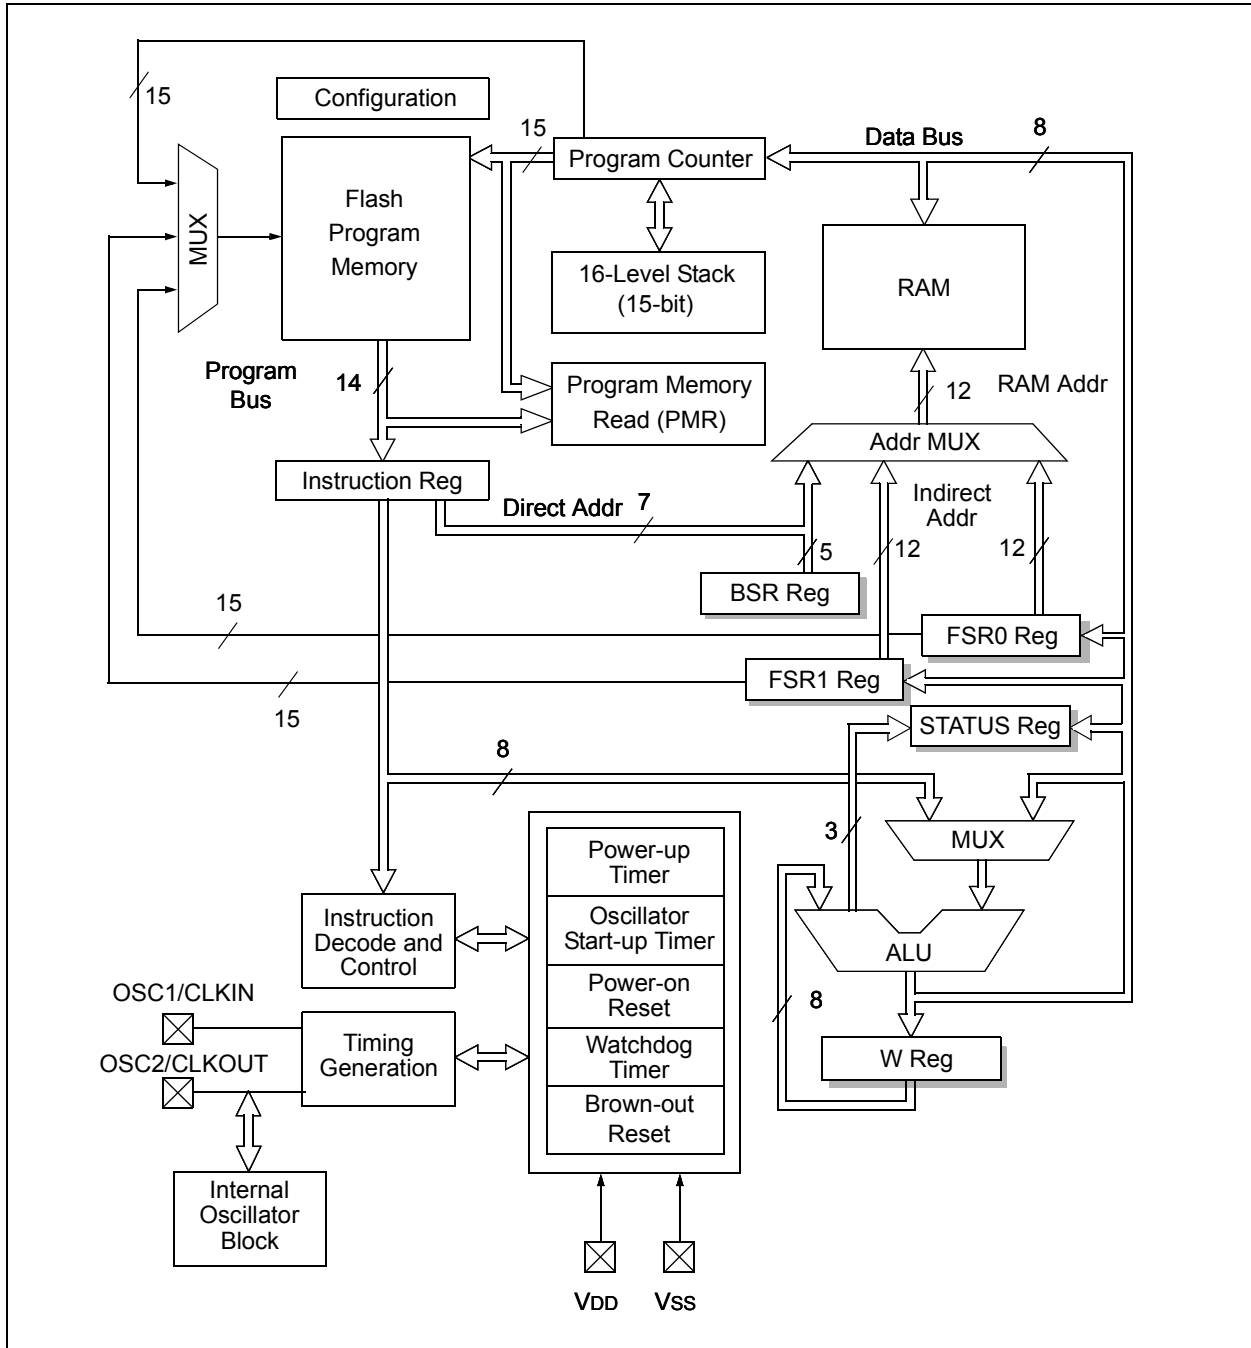 15
Configuration
15
Program Counter
Data Bus
8
MUX
Flash
Program
Memory
16-Level Stack
(15-bit)
RAM
Program
Bus
14
Program Memory
Read (PMR)
12
RAM Addr
Addr MUX
Instruction Reg
Direct Addr
7
Indirect
Addr
5
12
12
BSR Reg
15
FSR0 Reg
15
FSR1 Reg
STATUS Reg
8
3
MUX
Power-up
Timer
Oscillator
Start-up Timer
Power-on
Reset
Watchdog
Timer
Brown-out
Reset
Instruction
Decode and
Control
ALU
8
W Reg
OSC1/CLKIN
OSC2/CLKOUT
Timing
Generation
Internal
Oscillator
Block
VDD
VSS